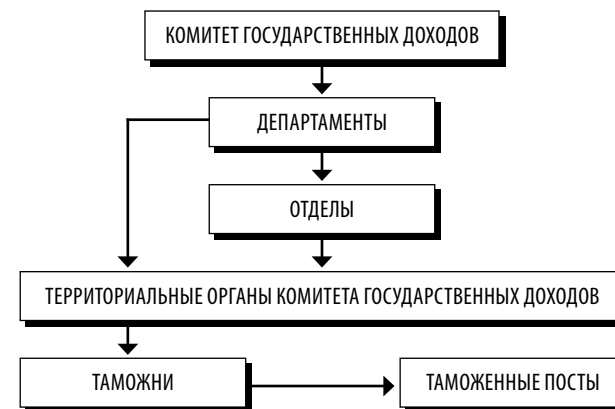 КОМИТЕТ ГОСУДАРСТВЕННЫХ ДОХОДОВ
ДЕПАРТАМЕНТЫ
ОТДЕЛЫ
ТЕРРИТОРИАЛЬНЫЕ ОРГАНЫ КОМИТЕТА ГОСУДАРСТВЕННЫХ ДОХОДОВ
ТАМОЖНИ
ТАМОЖЕННЫЕ ПОСТЫ